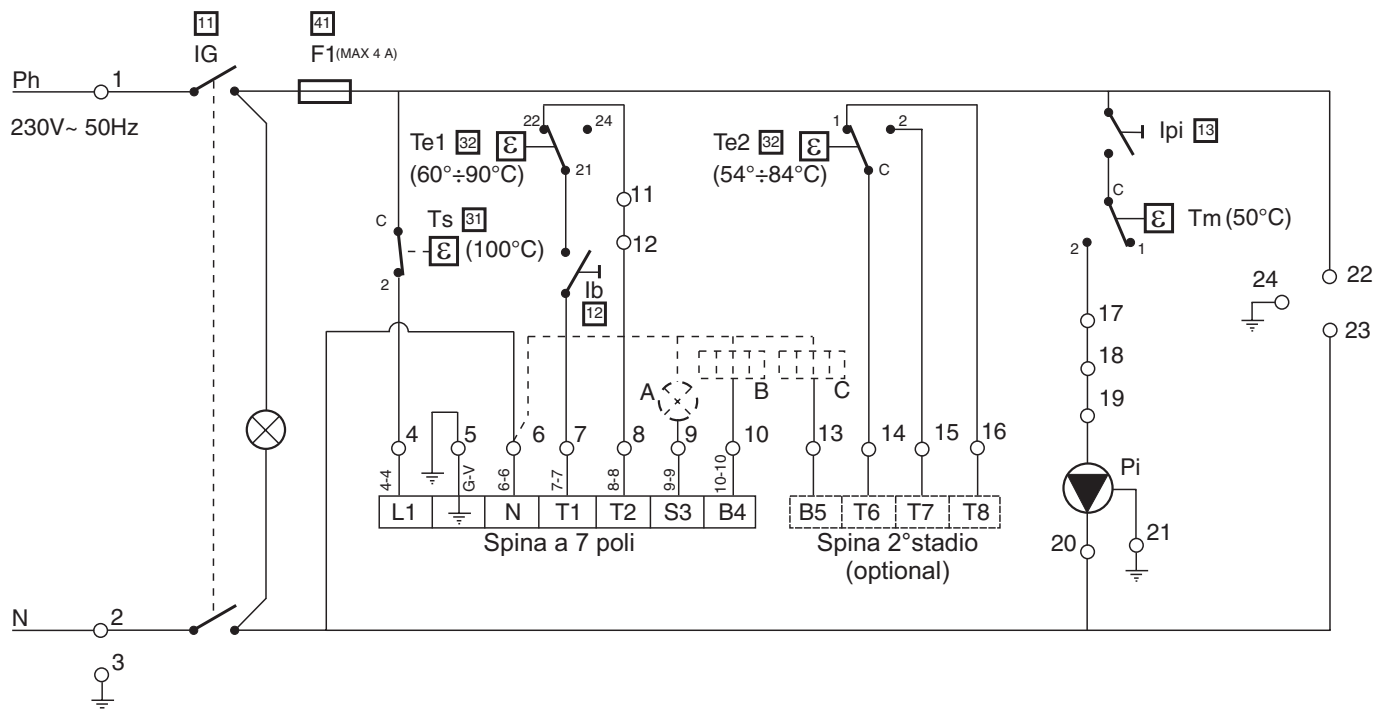 11
41
IG
F1(MAX 4 A)
Ph
1
230V~ 50Hz
22
24
1
2
Te1 32
ε
(60°÷90°C)
21
Te2 32
ε
(54°÷84°C)
C
Ipi 13
C
ε
Tm (50°C)
2
1
11
12
C
Ts 31
ε
(100°C)
2
Ib
12
24
22
23
17
18
19
A
B
C
4
5
6
7
8
9
10
13
14
15
16
4-4
G-V
6-6
7-7
8-8
9-9
10-10
L1
N
T1
T2
S3
B4
B5
T6
T7
T8
Spina a 7 poli
Spina 2°stadio
(optional)
Pi
20
21
N
2
3